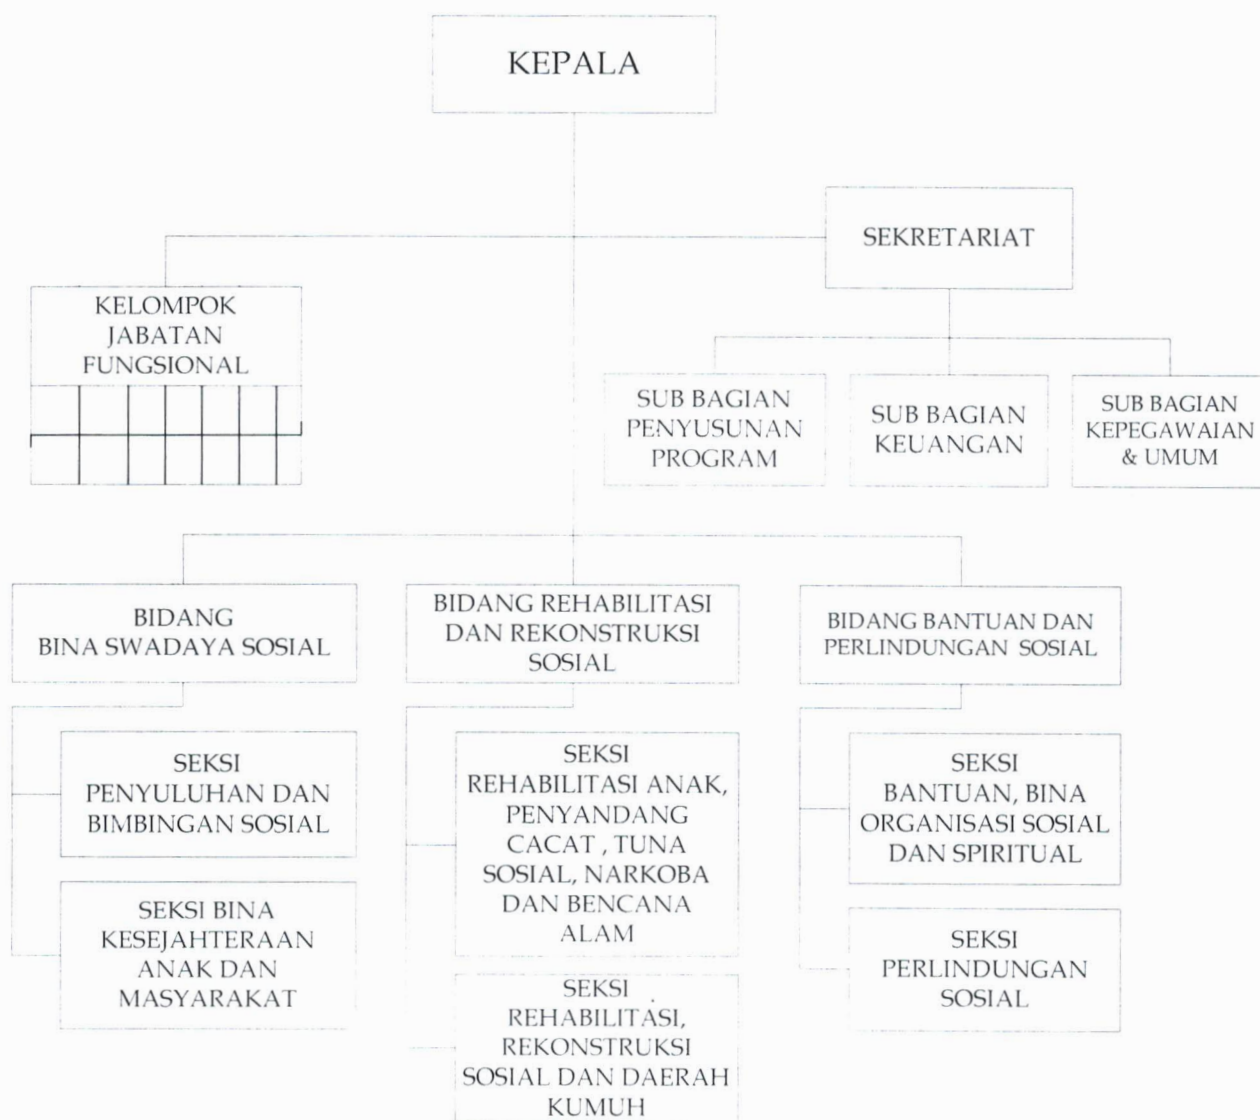 KEPALA
SEKRETARIAT
KELOMPOK
JABATAN
FUNGSIONAL
SUB BAGIAN
PENYUSUNAN
PROGRAM
SUB BAGIAN
KEUANGAN
SUB BAGIAN
KEPEGAWAIAN
& UMUM
BIDANG
BINA SWADAYA SOSIAL
BIDANG REHABILITASI
DAN REKONSTRUKSI
SOSIAL
BIDANG BANTUAN DAN
PERLINDUNGAN SOSIAL
SEKSI
PENYULUHAN DAN
BIMBINGAN SOSIAL
SEKSI BINA
KESEJAHTERAAN
ANAK DAN
MASYARAKAT
SEKSI
REHABILITASI ANAK,
PENYANDANG
CACAT , TUNA
SOSIAL, NARKOBA
DAN BENCANA
ALAM
SEKSI
REHABILITASI,
REKONSTRUKSI
SOSIAL DAN DAERAH
KUMUH
SEKSI
BANTUAN, BINA
ORGANISASI SOSIAL
DAN SPIRITUAL
SEKSI
PERLINDUNGAN
SOSIAL